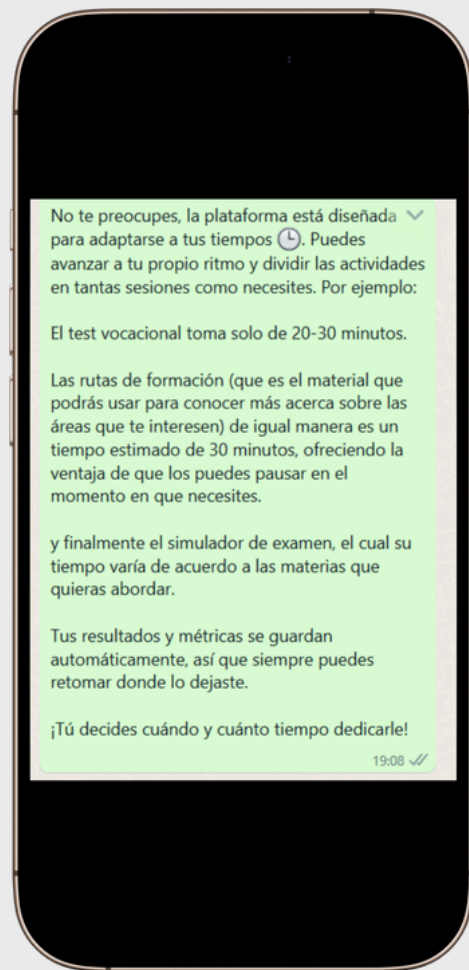 No te preocupes, la plataforma está diseñada
para adaptarse a tus tiempos 🕒. Puedes
avanzar a tu propio ritmo y dividir las actividades
en tantas sesiones como necesites. Por ejemplo:
El test vocacional toma solo de 20-30 minutos.
Las rutas de formación (que es el material que
podrás usar para conocer más acerca sobre las
áreas que te interesen) de igual manera es un
tiempo estimado de 30 minutos, ofreciendo la
ventaja de que los puedes pausar en el
momento en que necesites.
y finalmente el simulador de examen, el cual su
tiempo varía de acuerdo a las materias que
quieras abordar.
Tus resultados y métricas se guardan
automáticamente, así que siempre puedes
retomar donde lo dejaste.
¡Tú decides cuándo y cuánto tiempo dedicarle!
19:08